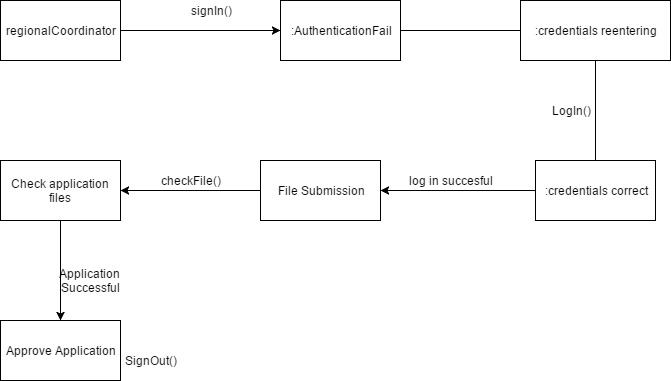 signIn()
regionalCoordinator
:AuthenticationFail
:credentials reentering
LogIn()
Check application
files
checkFile()
File Submission
log in succesful
:credentials correct
Application
Successful
Approve Application
SignOut()